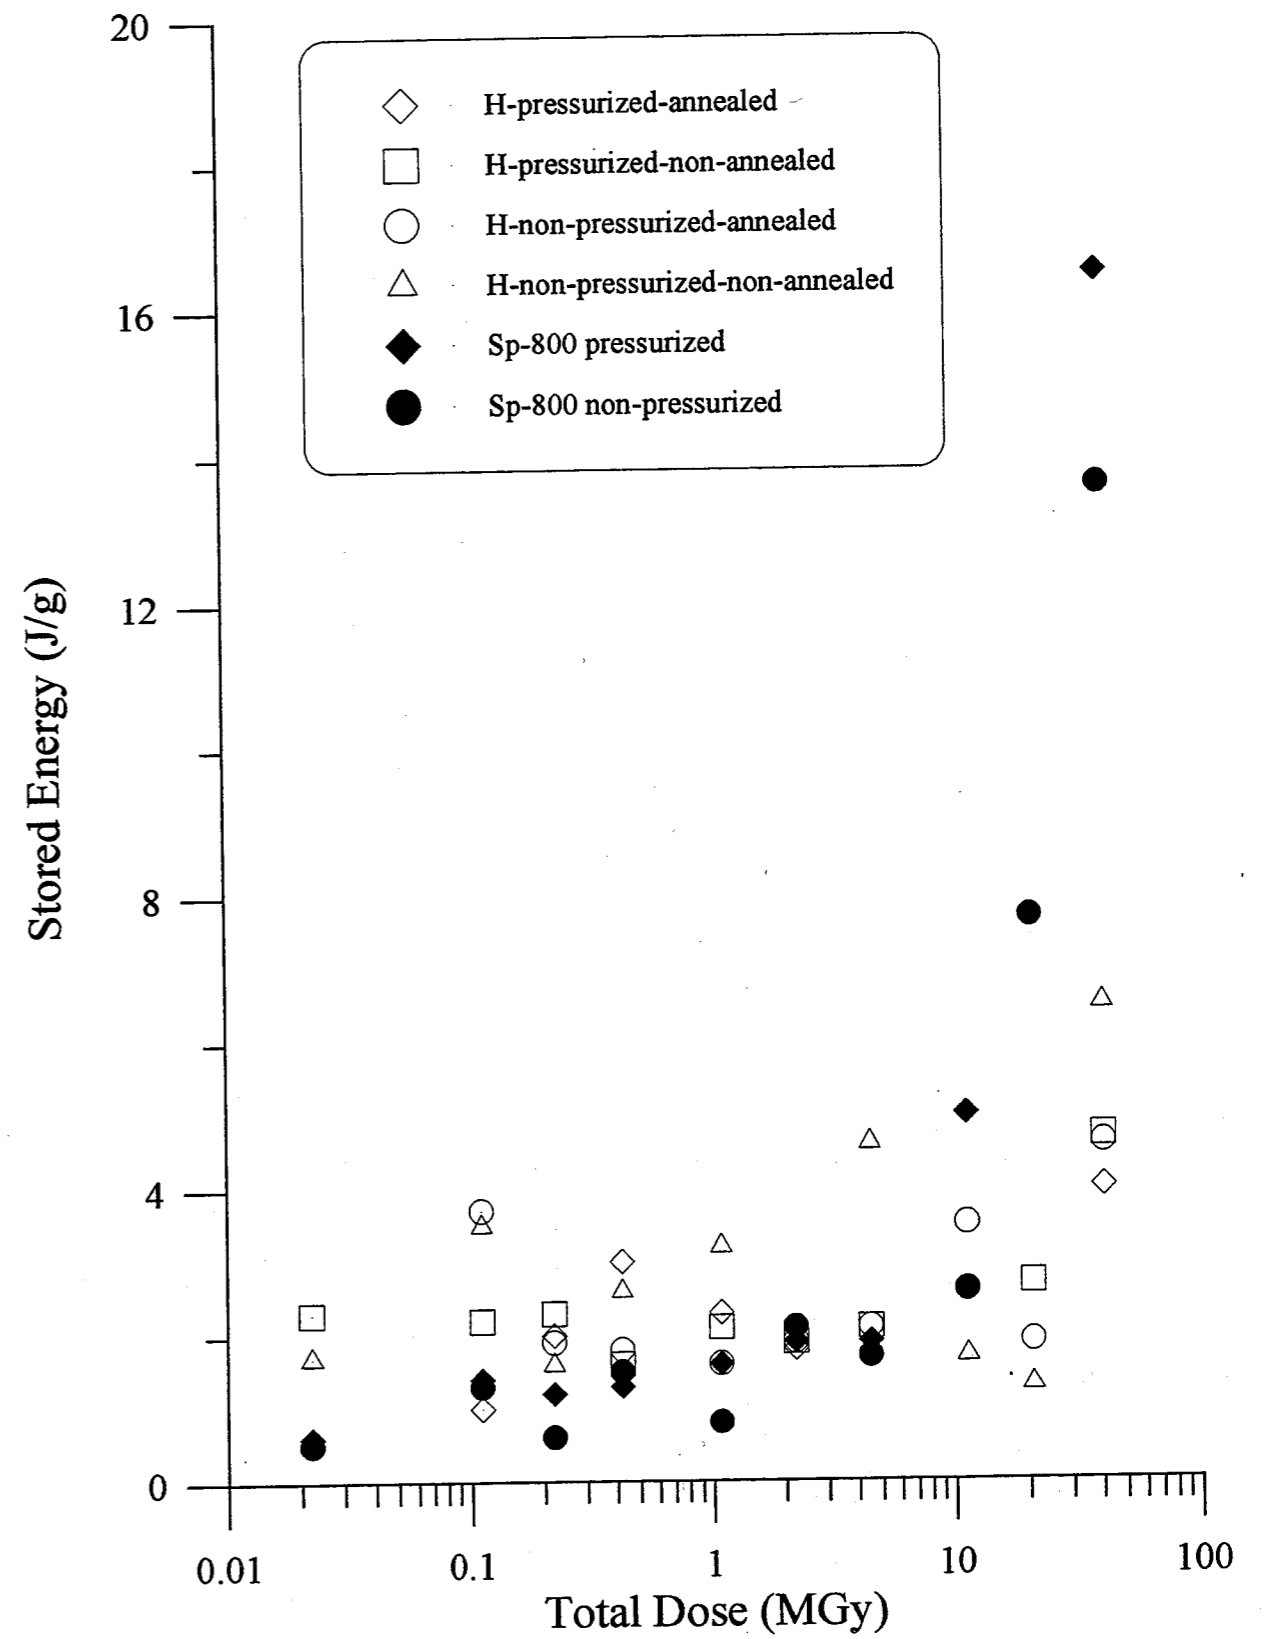 20
H-pressurized-annealed
H-pressurized-non-annealed
H-non-pressurized-annealed
H-non-pressurized-non-annealed
Sp-800 pressurized
Sp-800 non-pressurized
16
12
8
4
0
Stored Energy (J/g)
0.01 0.1 1 10 100
Total Dose (MGy)